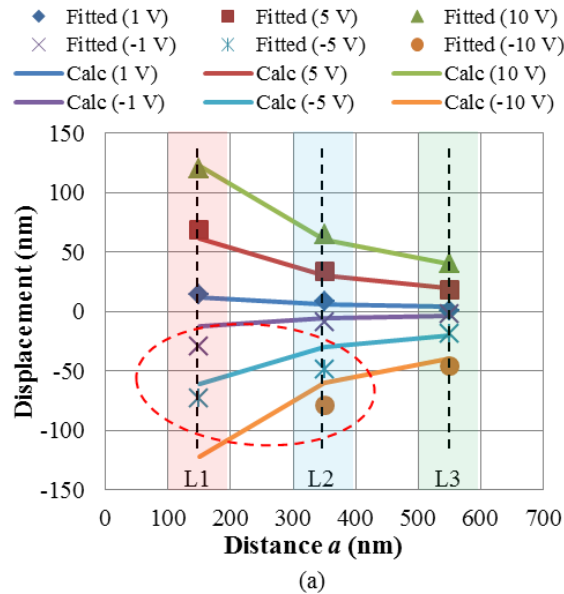 Fitted (1 V) Fitted (5 V) Fitted (10 V)
Fitted (-1 V) Fitted (-5 V) Fitted (-10 V)
Calc (1 V) Calc (5 V) Calc (10 V)
Calc (-1 V) Calc (-5 V) Calc (-10 V)
150
100
50
0
-50
-100
-150
Displacement (nm)
L1 L2 L3
0 100 200 300 400 500 600 700
Distance a (nm)
(a)